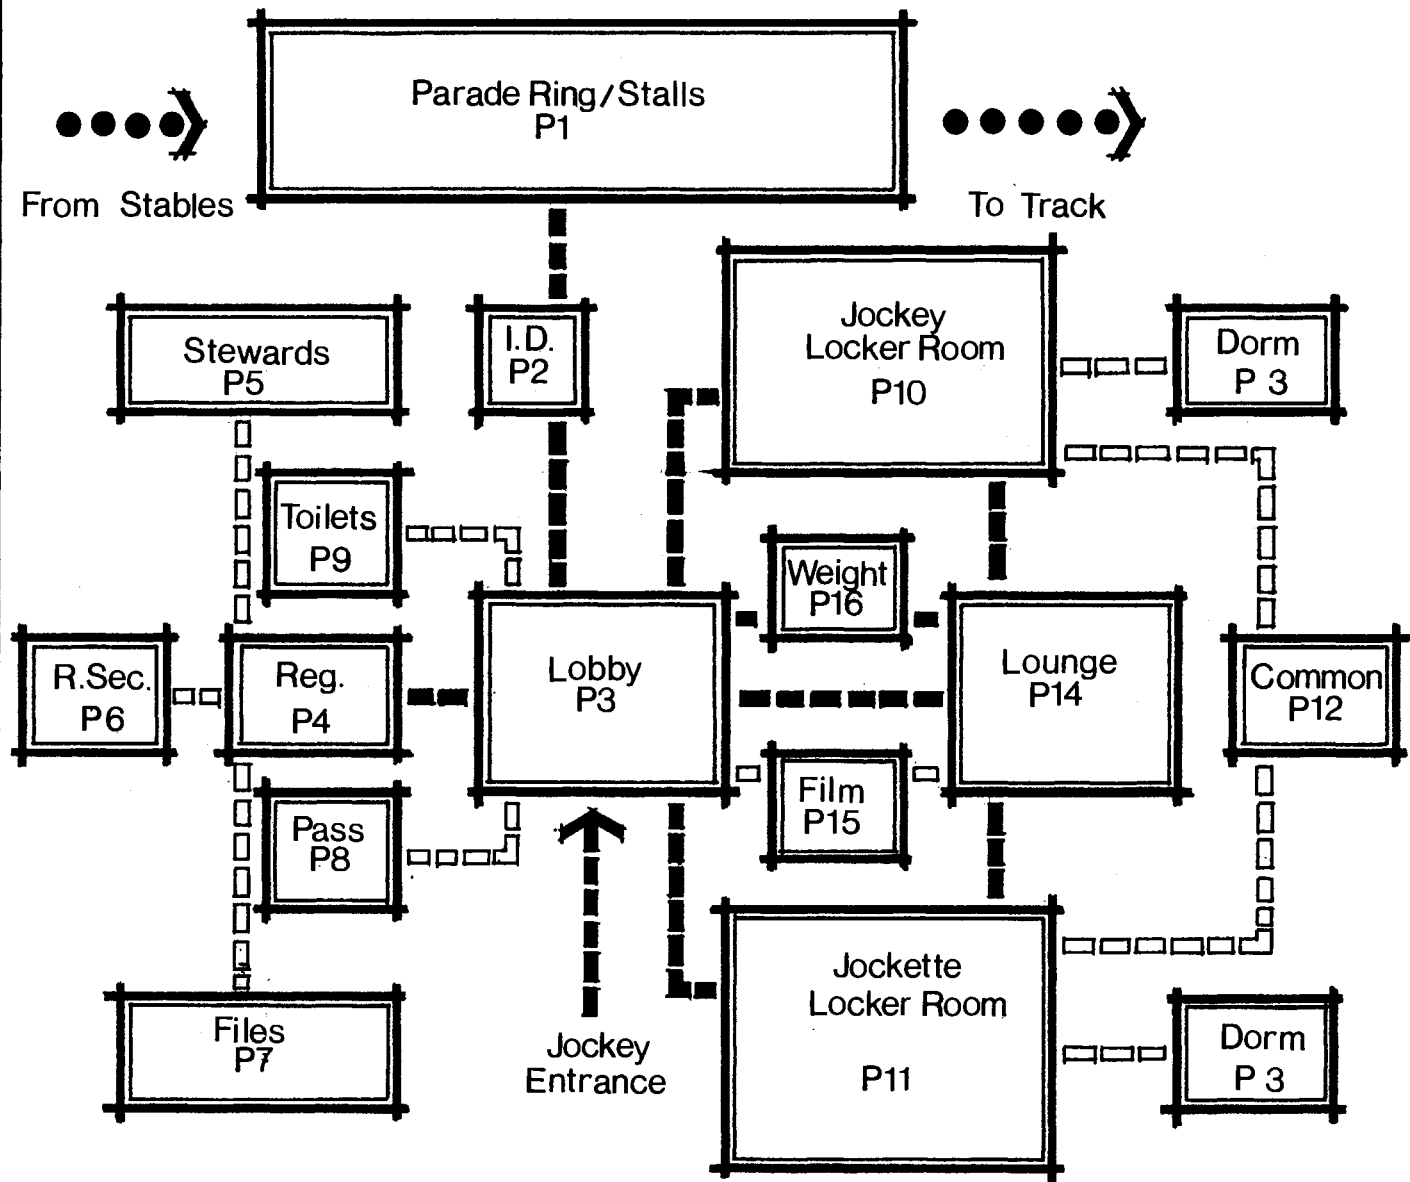 Parade Ring/Stalls
P1
From Stables
To Track
Stewards
P5
I.D.
P2
Jockey
Locker Room
P10
Dorm
P 3
Toilets
P9
Weight
P16
R.Sec.
P6
Reg.
P4
Lobby
P3
Lounge
P14
Common
P12
Pass
P8
Film
P15
Files
P7
Jockey
Entrance
Jockette
Locker Room
P11
Dorm
P 3